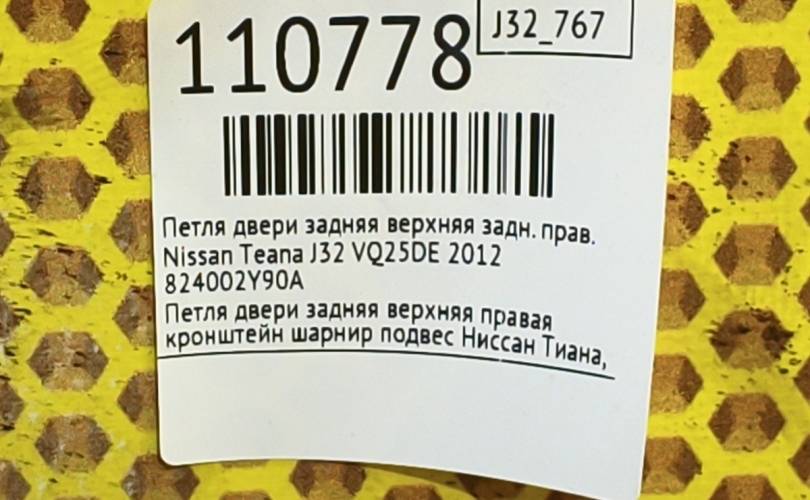 110778
J32_767
Петля двери задняя верхняя задн. прав.
Nissan Teana J32 VQ25DE 2012
824002Y90A
Петля двери задняя верхняя правая
кронштейн шарнир подвес Ниссан Тиана,